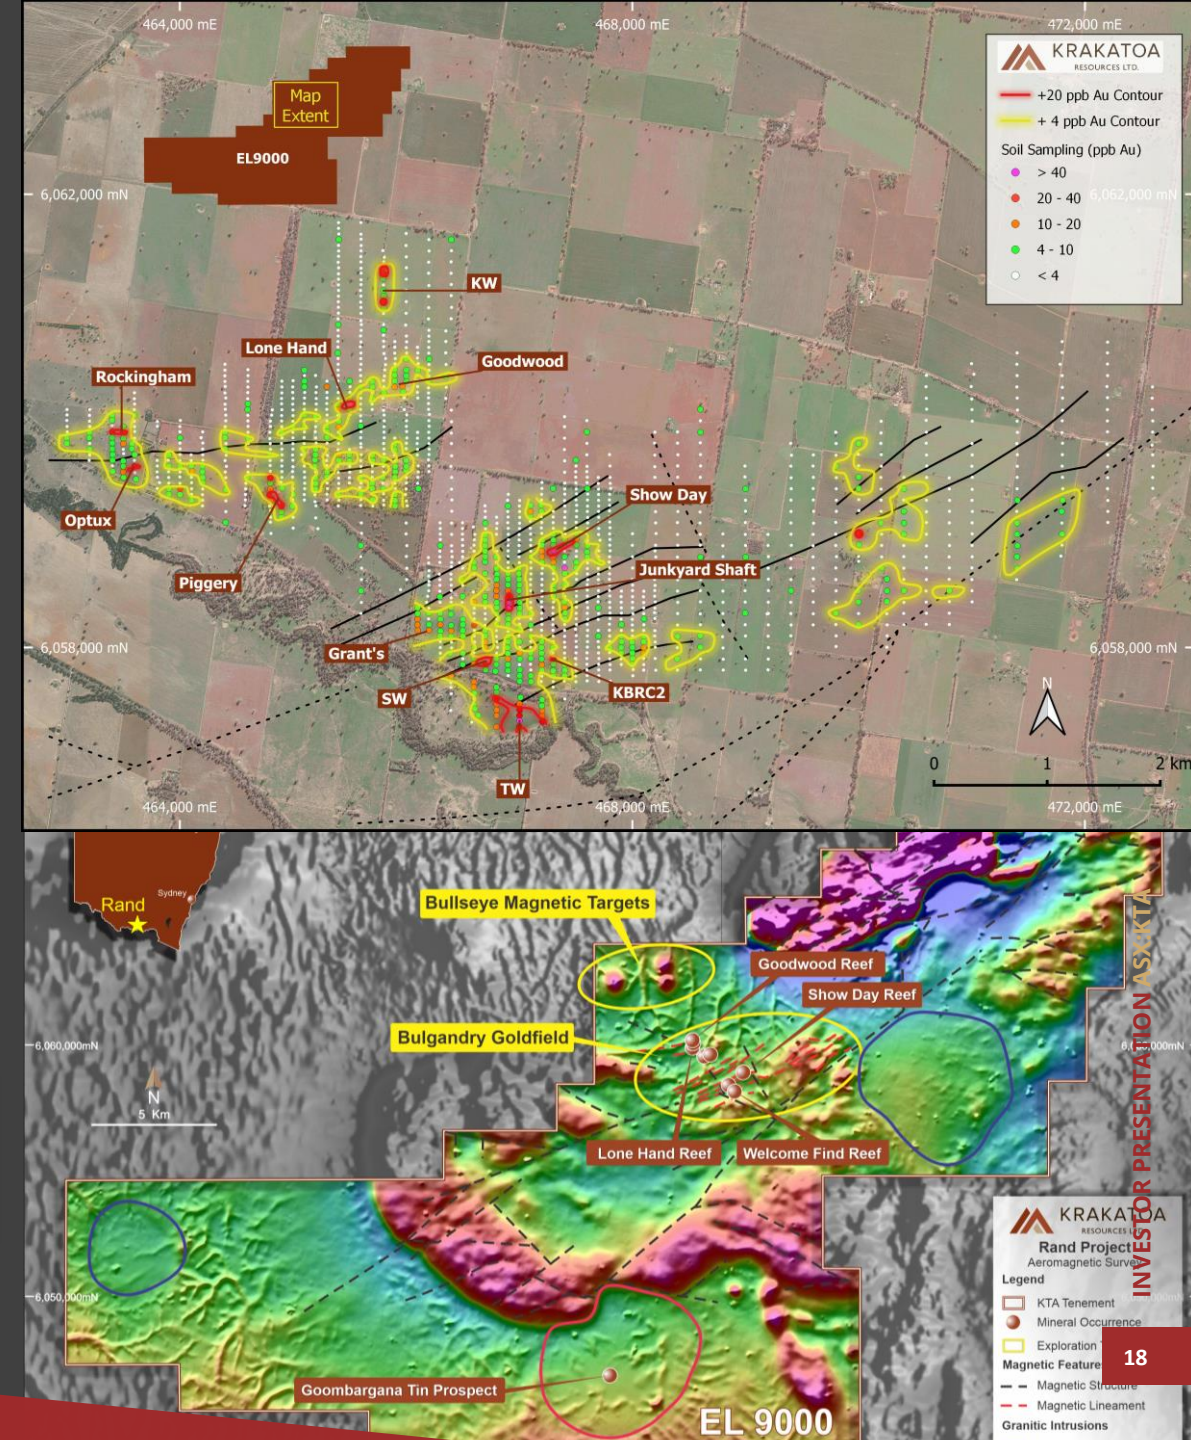 464,000 mE
468,000 mE
472,000 mE
KRAKATOA
RESOURCES LTD.
+20 ppb Au Contour
+ 4 ppb Au Contour
Soil Sampling (ppb Au)
> 40
20 - 40
10 - 20
4 - 10
< 4
Map
Extent
EL9000
6,062,000 mN
6,062,000 mN
KW
Lone Hand
Goodwood
Rockingham
Show Day
Optux
Junkyard Shaft
Piggery
Grant's
6,058,000 mN
6,058,000 mN
SW
KBRC2
N
TW
0
1
2 km
464,000 mE
468,000 mE
472,000 mE
Sydney
Rand
Bullseye Magnetic Targets
Goodwood Reef
Show Day Reef
Bulgandry Goldfield
6,060,000mN
N
5 Km
Lone Hand Reef
Welcome Find Reef
6,050,000mN
Goombargana Tin Prospect
EL 9000
KRAKATOA
RESOURCES
Rand Project
Aeromagnetic Survey
Legend
KTA Tenement
Mineral Occurrence
Exploration
Magnetic Feature
Magnetic Structure
Magnetic Lineament
Granitic Intrusions
INVESTOR PRESENTATION ASX:KTA
18